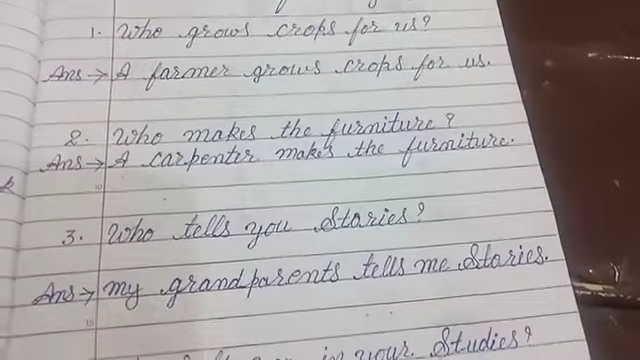 1. Who grows crops for us?
Ans → A farmer grows crops for us.
2. Who makes the furniture?
Ans → A carpenter makes the furniture.
3. Who tells you stories?
Ans → my grandparents tells me stories.
in your studies?